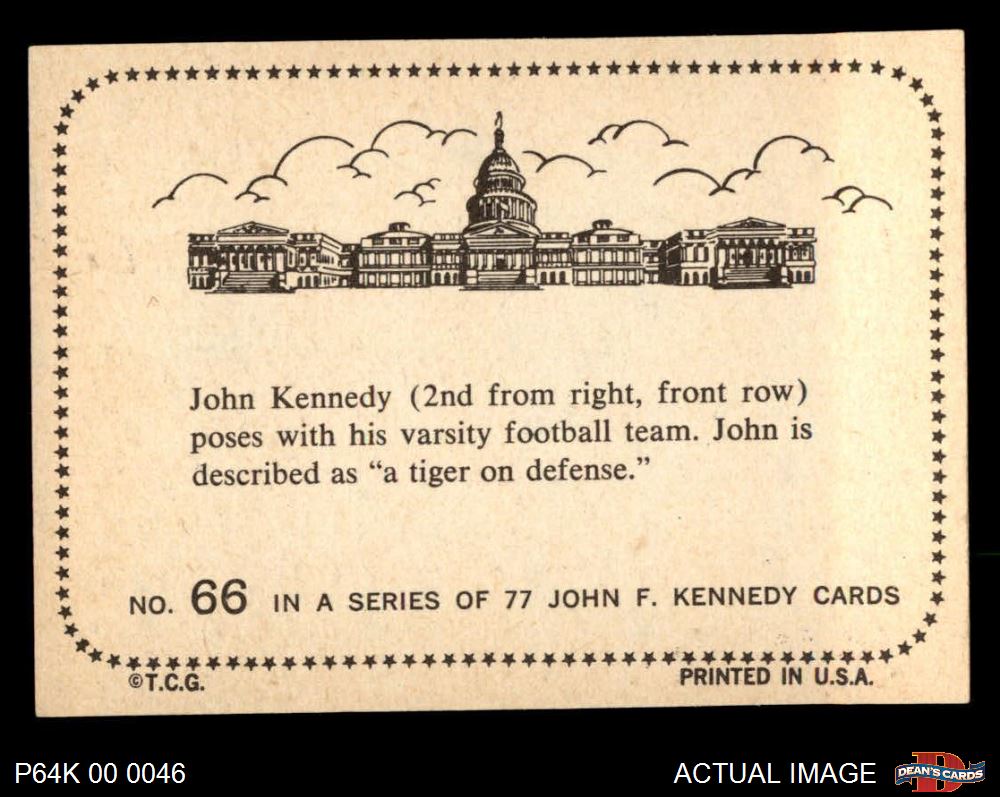 John Kennedy (2nd from right, front row)
poses with his varsity football team. John is
described as “a tiger on defense.”
NO. 66 IN A SERIES OF 77 JOHN F. KENNEDY CARDS
©T.C.G.
PRINTED IN U.S.A.
P64K 00 0046
ACTUAL IMAGE
D
DEAN'S CARDS